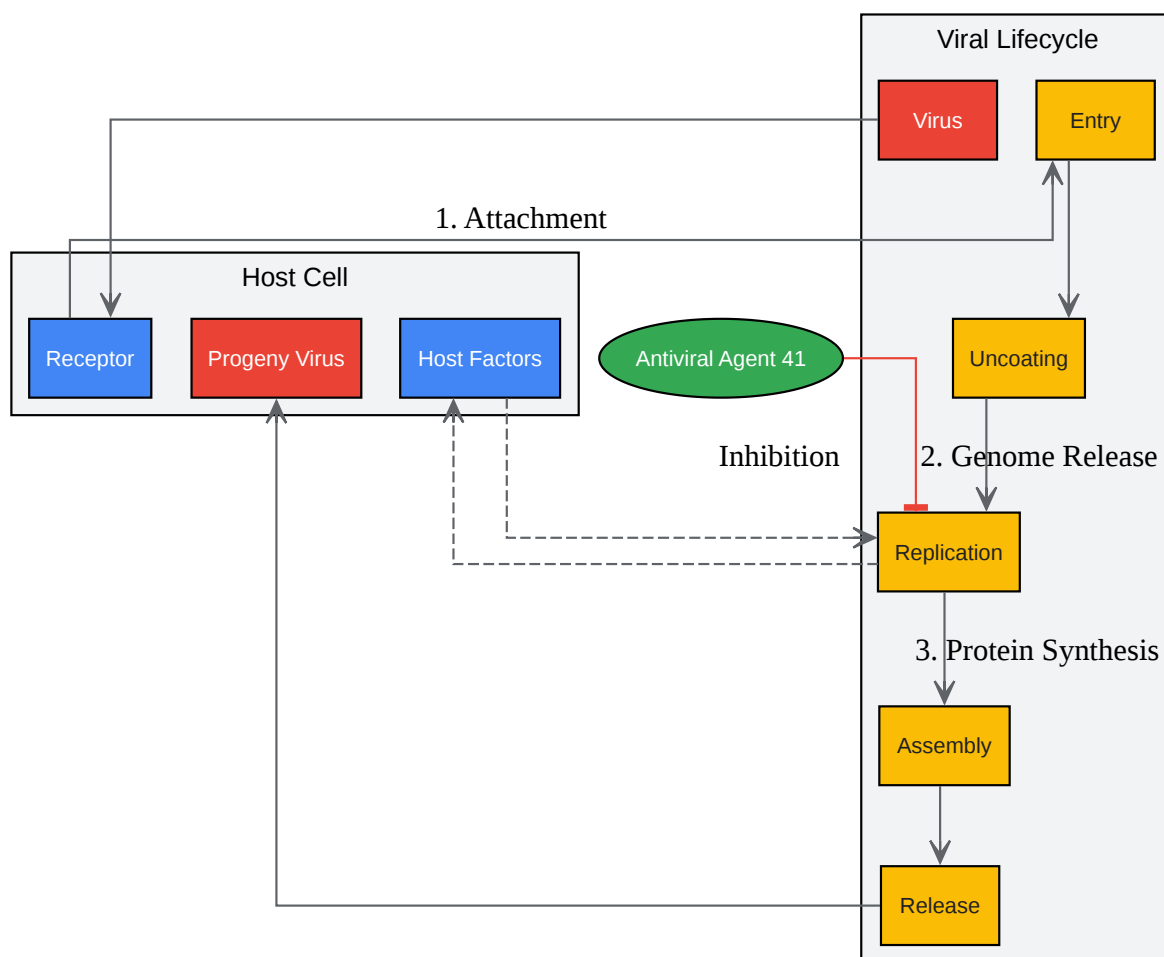 Viral Lifecycle
Virus
Entry
1. Attachment
Host Cell
Receptor
Progeny Virus
Host Factors
Antiviral Agent 41
Uncoating
Inhibition
2. Genome Release
Replication
3. Protein Synthesis
Assembly
Release